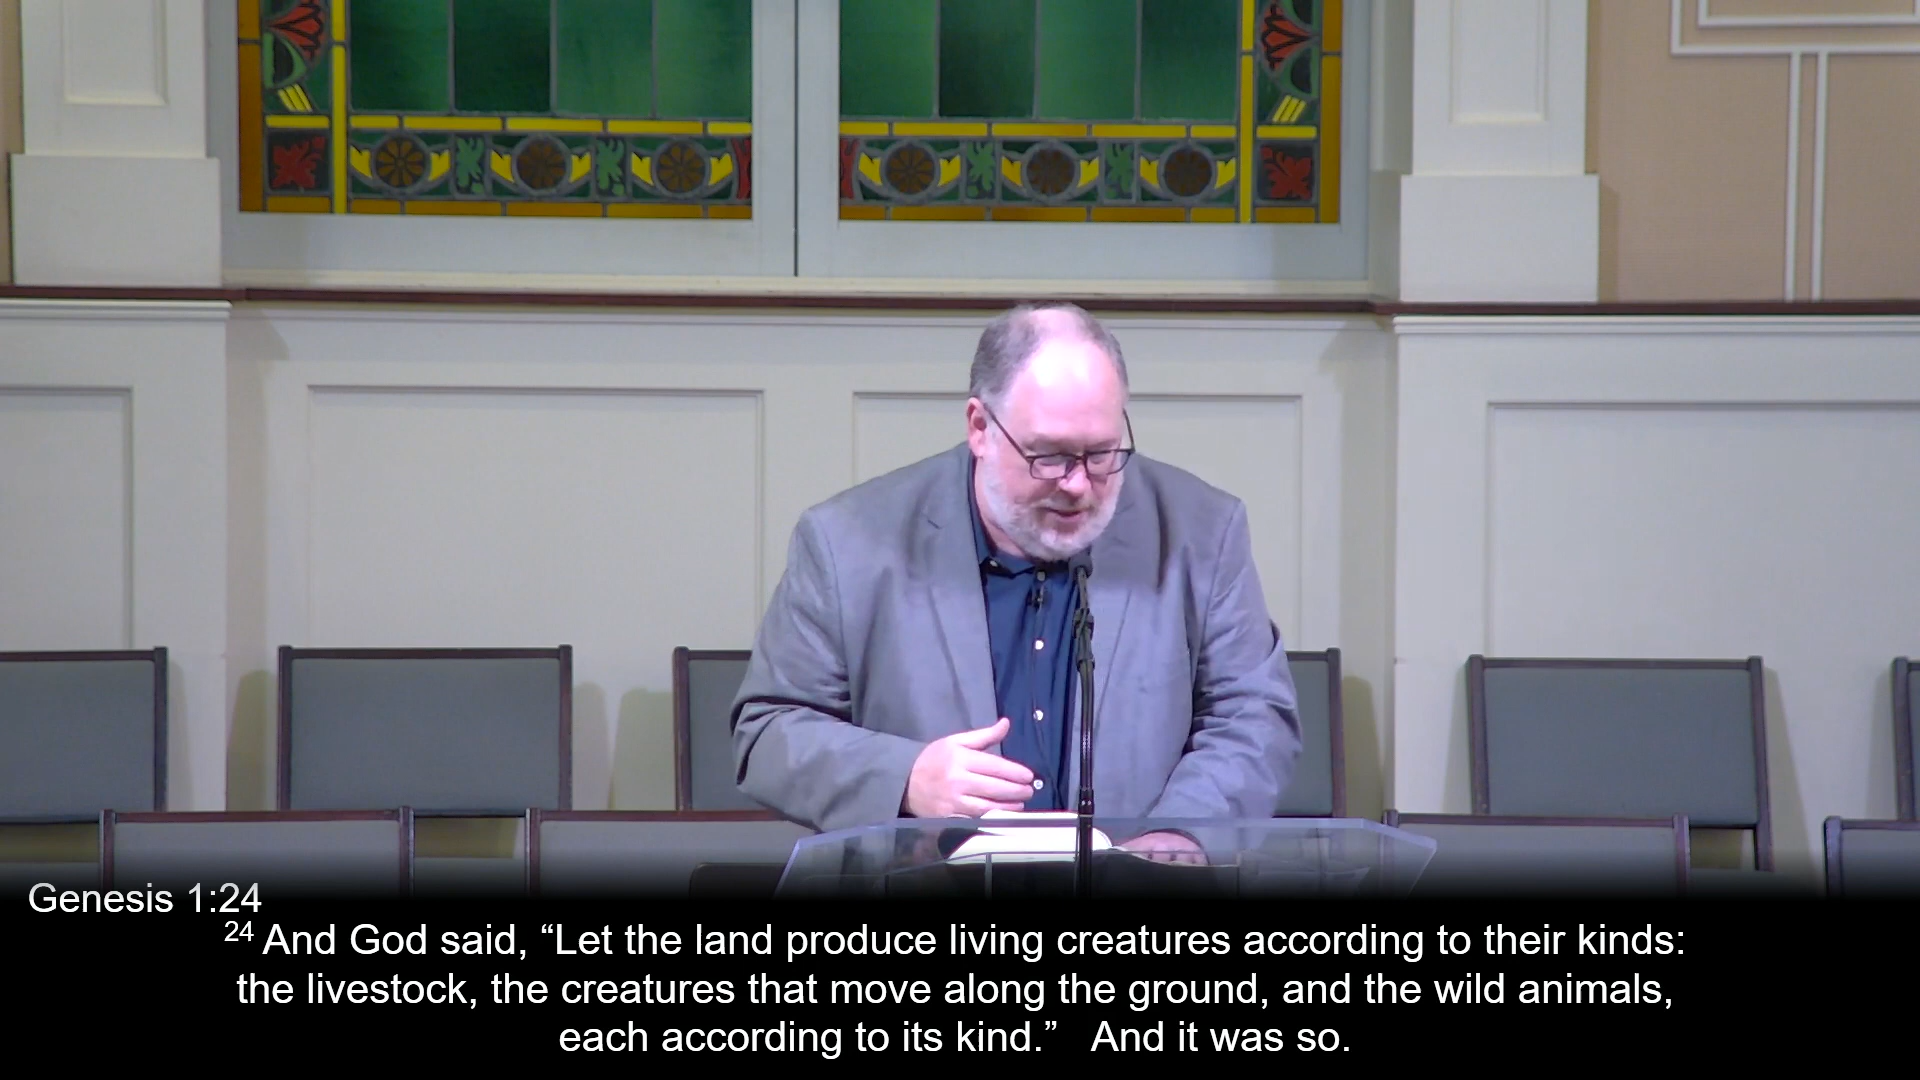 Genesis 1:24
24 And God said, “Let the land produce living creatures according to their kinds:
the livestock, the creatures that move along the ground, and the wild animals,
each according to its kind.”   And it was so.